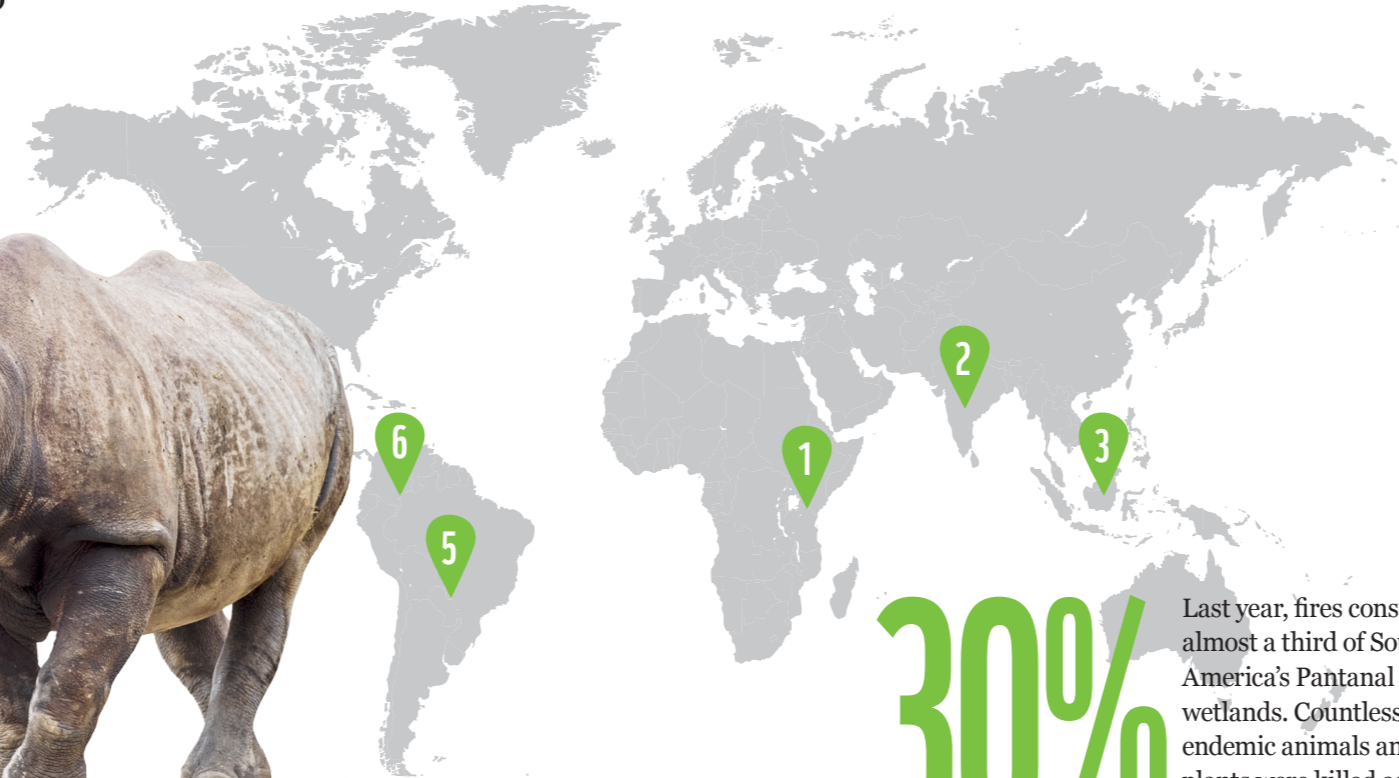 2
6
1
3
5
30%
Last year, fires cons
almost a third of Sou
America's Pantanal
wetlands. Countless
endemic animals an